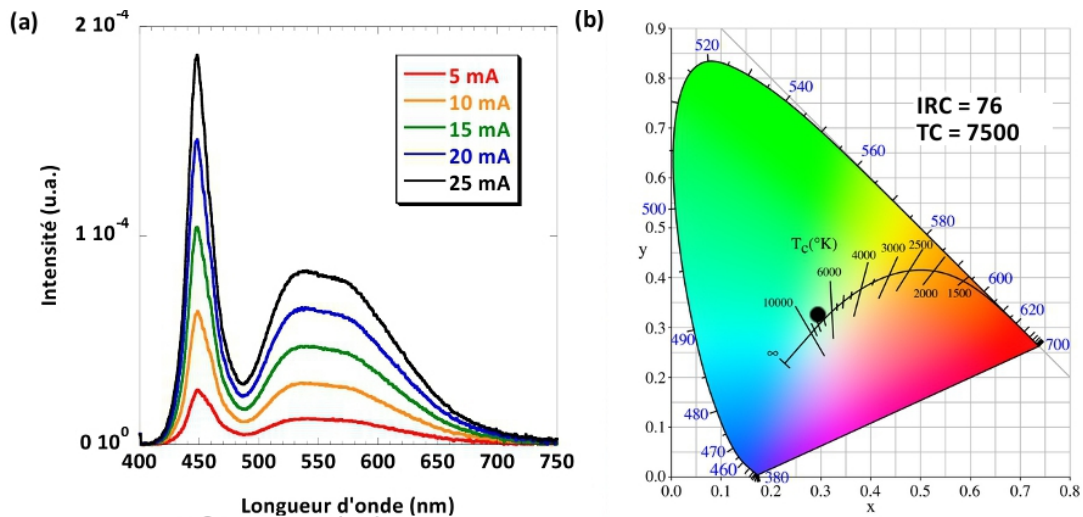 (a)
2 10⁻⁴
1 10⁻⁴
0 10⁰
Intensité (u.a.)
5 mA
10 mA
15 mA
20 mA
25 mA
400 450 500 550 600 650 700 750
Longueur d'onde (nm)
(b)
0.9
0.8
0.7
0.6
0.5
y
0.4
0.3
0.2
0.1
0.0
0.0 0.1 0.2 0.3 0.4 0.5 0.6 0.7 0.8
x
IRC = 76
TC = 7500
520
540
560
580
600
620
700
500
490
480
470
460
380
Tc(°K)
∞
10000
6000
4000
3000
2500
2000
1500